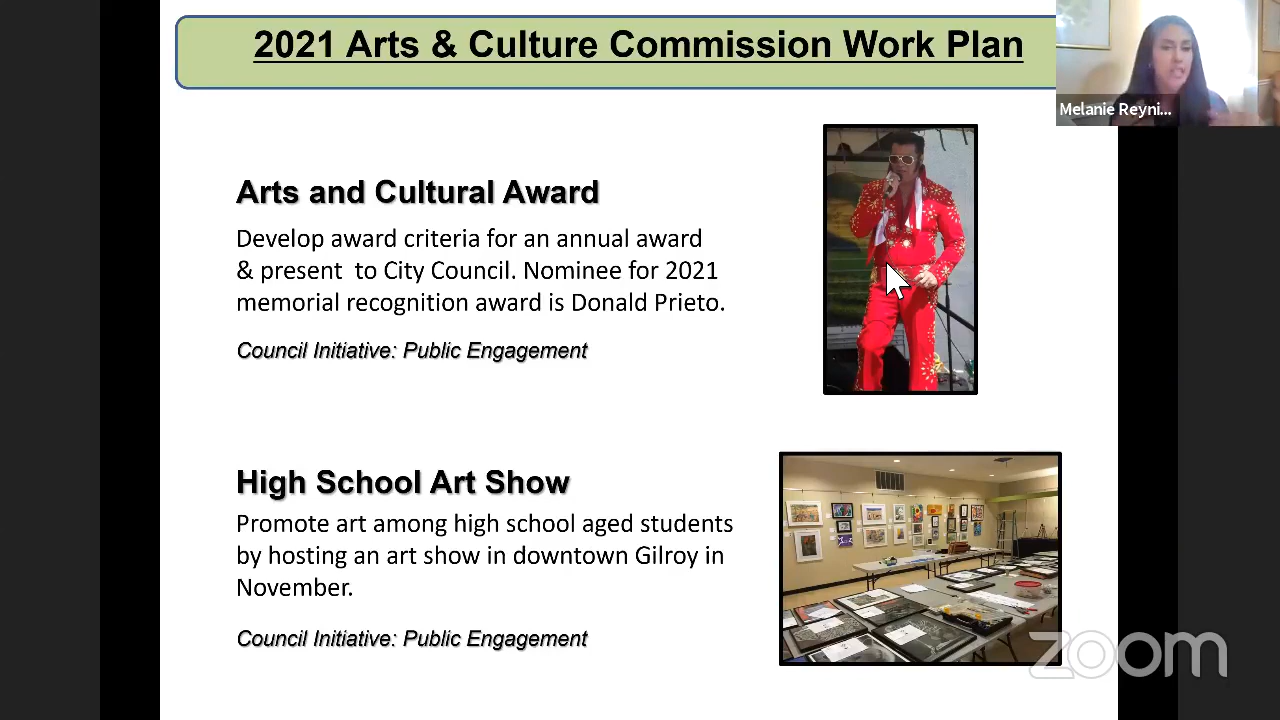 2021 Arts & Culture Commission Work Plan
Melanie Reyni...
Arts and Cultural Award
Develop award criteria for an annual award
& present to City Council. Nominee for 2021
memorial recognition award is Donald Prieto.
Council Initiative: Public Engagement
High School Art Show
Promote art among high school aged students
by hosting an art show in downtown Gilroy in
November.
Council Initiative: Public Engagement
zoom